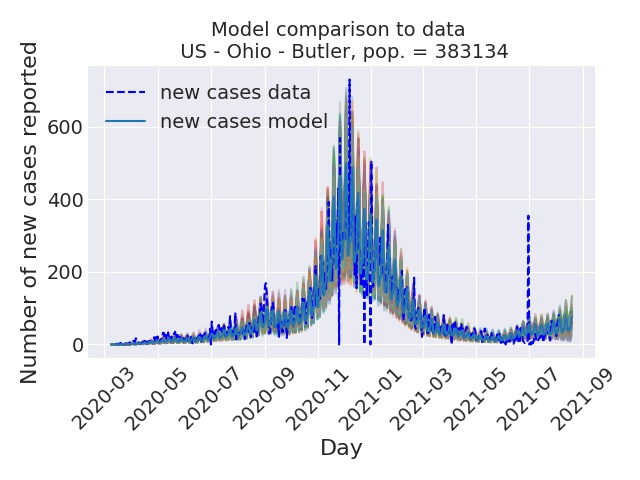 Model comparison to data
US - Ohio - Butler, pop. = 383134
Number of new cases reported
600
400
200
0
new cases data
new cases model
2020-03
2020-05
2020-07
2020-09
2020-11
2021-01
2021-03
2021-05
2021-07
2021-09
Day